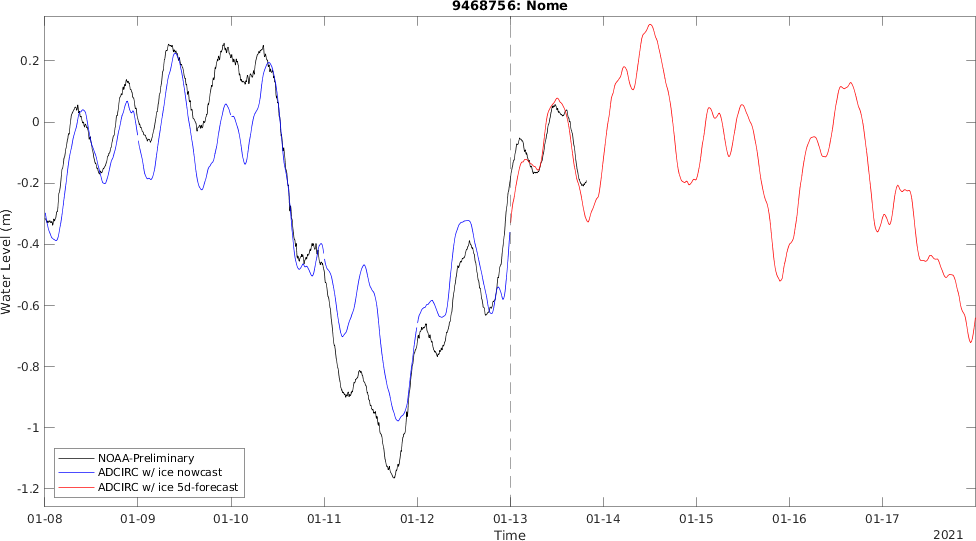 9468756: Nome
0.2
0
-0.2
-0.4
-0.6
-0.8
-1
-1.2
Water Level (m)
NOAA-Preliminary
ADCIRC w/ ice nowcast
ADCIRC w/ ice 5d-forecast
01-08 01-09 01-10 01-11 01-12 01-13 01-14 01-15 01-16 01-17
Time
2021